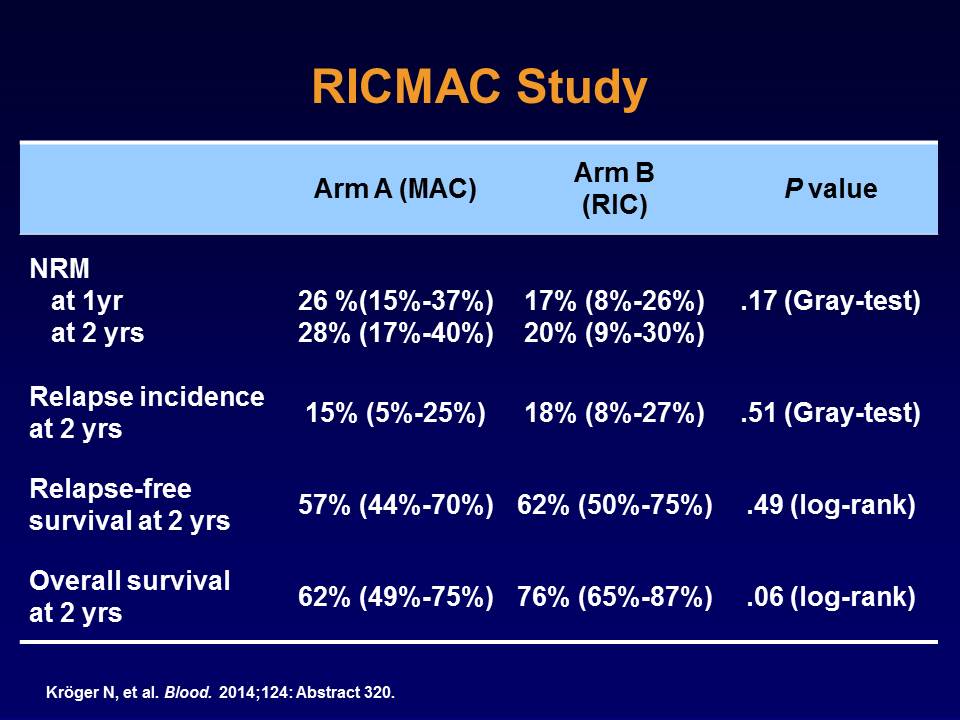 RICMAC Study
Arm A (MAC)
Arm B
(RIC)
P value
NRM
at 1yr
26 %(15%-37%)
17% (8%-26%)
.17 (Gray-test)
at 2 yrs
28% (17%-40%)
20% (9%-30%)
Relapse incidence
at 2 yrs
15% (5%-25%)
18% (8%-27%)
.51 (Gray-test)
Relapse-free
survival at 2 yrs
57% (44%-70%)
62% (50%-75%)
.49 (log-rank)
Overall survival
at 2 yrs
62% (49%-75%)
76% (65%-87%)
.06 (log-rank)
Kröger N, et al. Blood. 2014;124: Abstract 320.